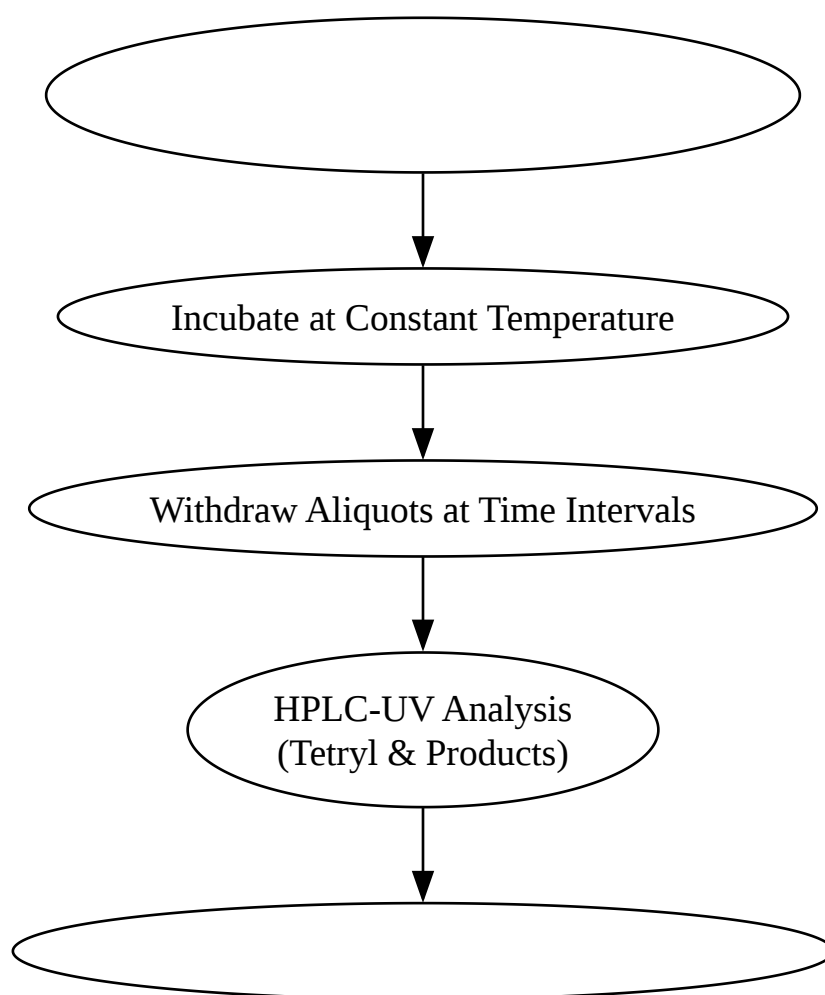 Incubate at Constant Temperature
Withdraw Aliquots at Time Intervals
HPLC-UV Analysis
(Tetryl & Products)